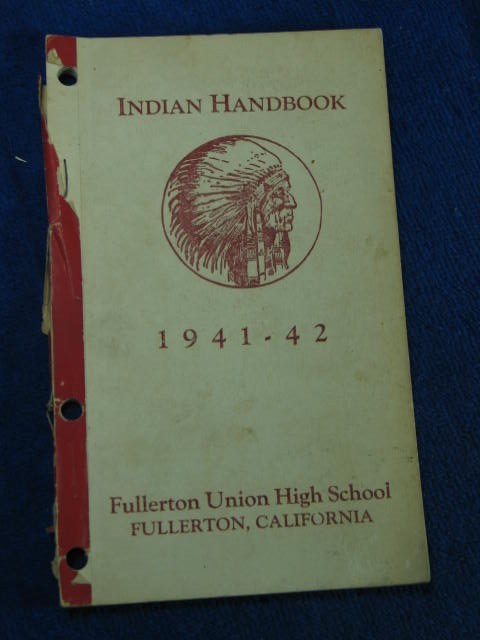 INDIAN HANDBOOK
1941-42
Fullerton Union High School
FULLERTON, CALIFORNIA